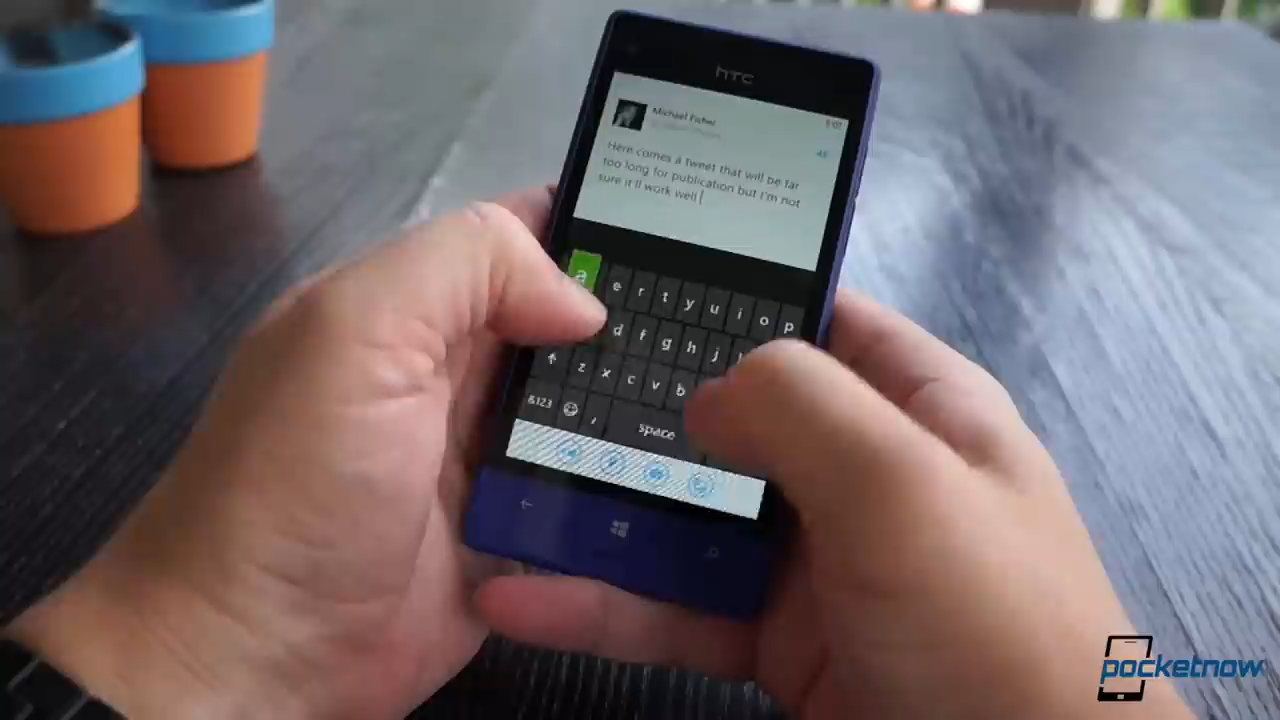 hTC
Michael Fisher
Here comes a tweet that will be far
too long for publication but I'm not
sure it'll work well
a
e r t y u i o p
d f g h j
z x c v b
&123 , space
pocketnow